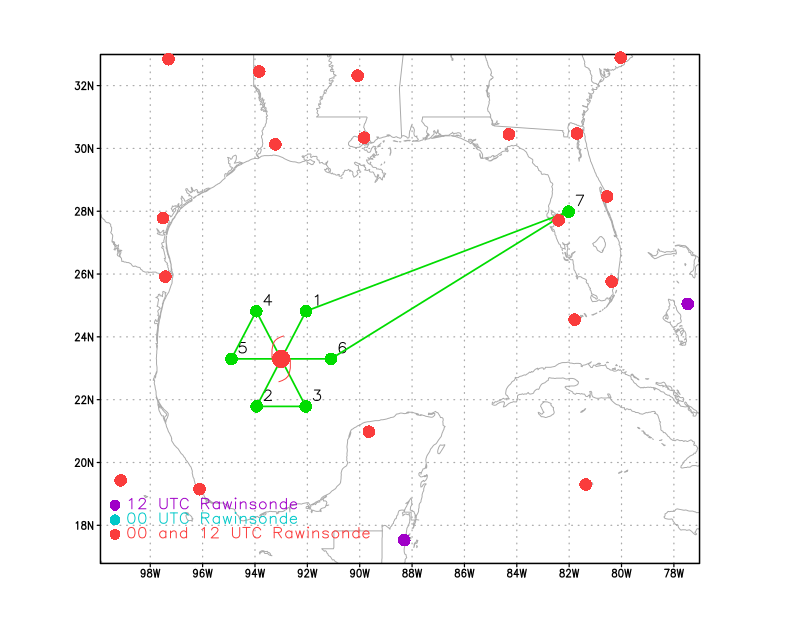 32N
30N
7
28N
26N
4 1
24N
5 6
2 3
22N
20N
12 UTC Rawinsonde
00 UTC Rawinsonde
18N
00 and 12 UTC Rawinsonde
98W 96W 94W 92W 90W 88W 86W 84W 82W 80W 78W